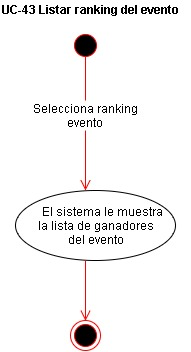 UC-43 Listar ranking del evento
Selecciona ranking
evento
El sistema le muestra
la lista de ganadores
del evento